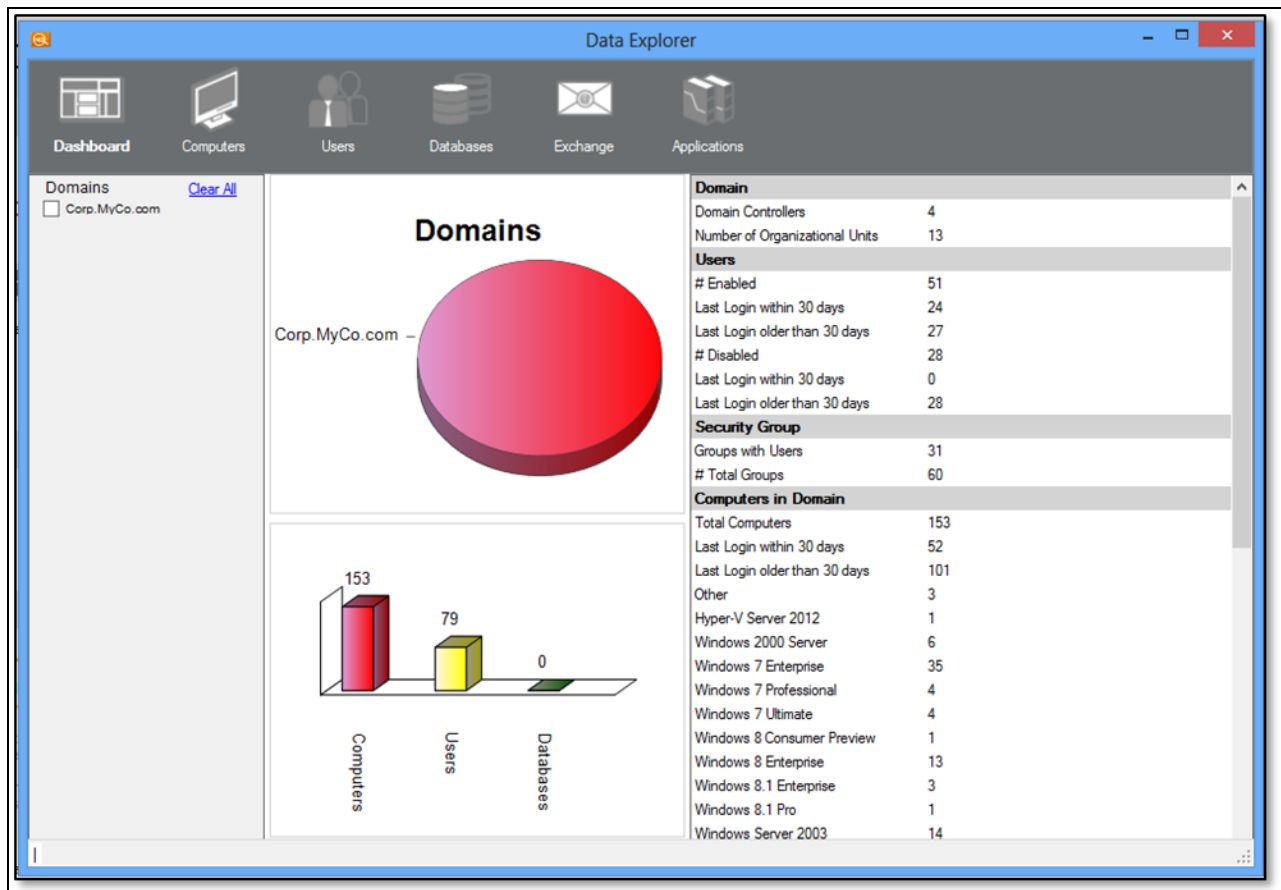 Data Explorer
Dashboard Computers Users Databases Exchange Applications
Domains Clear All
Corp.MyCo.com
Domains
Corp.MyCo.com
153
79
0
Computers
Users
Databases
Domain
Domain Controllers 4
Number of Organizational Units 13
Users
# Enabled 51
Last Login within 30 days 24
Last Login older than 30 days 27
# Disabled 28
Last Login within 30 days 0
Last Login older than 30 days 28
Security Group
Groups with Users 31
# Total Groups 60
Computers in Domain
Total Computers 153
Last Login within 30 days 52
Last Login older than 30 days 101
Other 3
Hyper-V Server 2012 1
Windows 2000 Server 6
Windows 7 Enterprise 35
Windows 7 Professional 4
Windows 7 Ultimate 4
Windows 8 Consumer Preview 1
Windows 8 Enterprise 13
Windows 8.1 Enterprise 3
Windows 8.1 Pro 1
Windows Server 2003 14